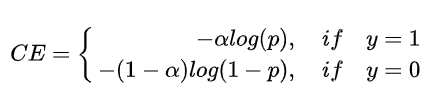 CE = { -αlog(p), if y = 1
-(1 - α)log(1 - p), if y = 0